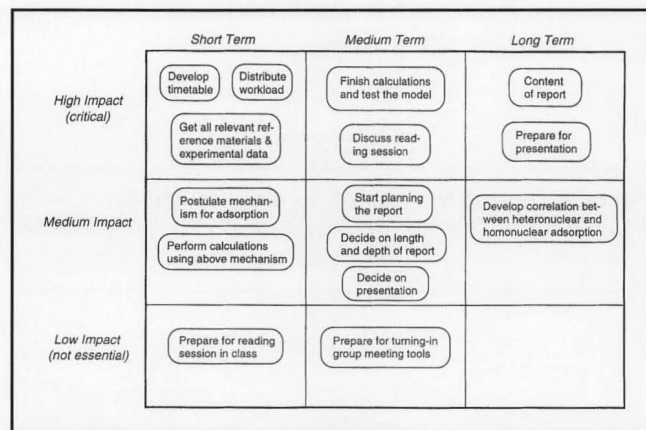 Short Term
Medium Term
Long Term
High Impact
(critical)
Develop
timetable
Distribute
workload
Get all relevant ref-
erence materials &
experimental data
Finish calculations
and test the model
Discuss read-
ing session
Content
of report
Prepare for
presentation
Medium Impact
Postulate mechan-
ism for adsorption
Perform calculations
using above mechanism
Start planning
the report
Decide on length
and depth of report
Decide on
presentation
Develop correlation bet-
ween heteronuclear and
homonuclear adsorption
Low Impact
(not essential)
Prepare for reading
session in class
Prepare for turning-in
group meeting tools